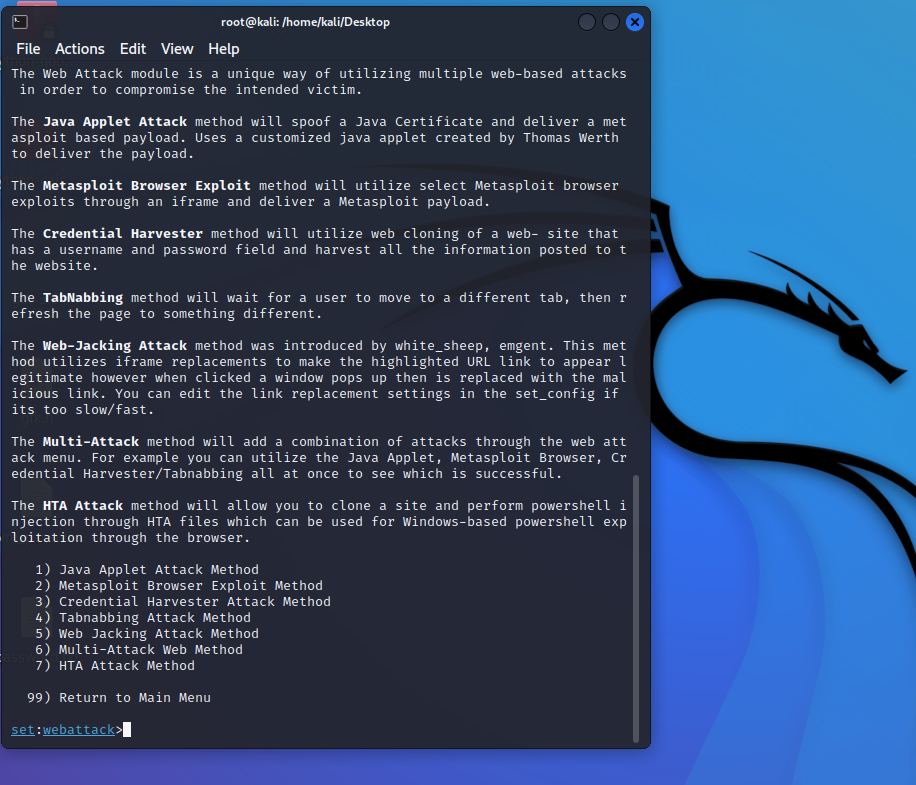 root@kali: /home/kali/Desktop
File Actions Edit View Help
The Web Attack module is a unique way of utilizing multiple web-based attacks
in order to compromise the intended victim.
The Java Applet Attack method will spoof a Java Certificate and deliver a met
asploit based payload. Uses a customized java applet created by Thomas Werth
to deliver the payload.
The Metasploit Browser Exploit method will utilize select Metasploit browser
exploits through an iframe and deliver a Metasploit payload.
The Credential Harvester method will utilize web cloning of a web- site that
has a username and password field and harvest all the information posted to t
he website.
The TabNabbing method will wait for a user to move to a different tab, then r
efresh the page to something different.
The Web-Jacking Attack method was introduced by white_sheep, emgent. This met
hod utilizes iframe replacements to make the highlighted URL link to appear l
egitimate however when clicked a window pops up then is replaced with the mal
icious link. You can edit the link replacement settings in the set_config if
its too slow/fast.
The Multi-Attack method will add a combination of attacks through the web att
ack menu. For example you can utilize the Java Applet, Metasploit Browser, Cr
edential Harvester/Tabnabbing all at once to see which is successful.
The HTA Attack method will allow you to clone a site and perform powershell i
njection through HTA files which can be used for Windows-based powershell exp
loitation through the browser.
1) Java Applet Attack Method
2) Metasploit Browser Exploit Method
3) Credential Harvester Attack Method
4) Tabnabbing Attack Method
5) Web Jacking Attack Method
6) Multi-Attack Web Method
7) HTA Attack Method
99) Return to Main Menu
set:webattack>